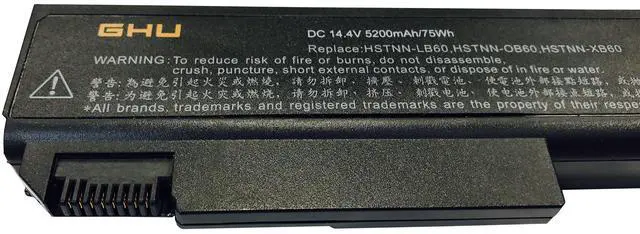 GHU
DC 14.4V 5200mAh/75Wh
Replace:HSTNN-LB60,HSTNN-OB60,HSTNN-XB60
WARNING: To reduce risk of fire or burns, do not disassemble,
crush, puncture, short external contacts, or dispose of in fire or water.
警告:為避免引起火災或燃燒，請勿拆卸、擠壓、刺戳電池、使電池外部接點短路，或
警告:为避免引起火灾或燃烧，请勿拆卸、挤压、刺戳电池、使电池外部接点短路，或
*All brands, trademarks and registered trademarks are the property of their